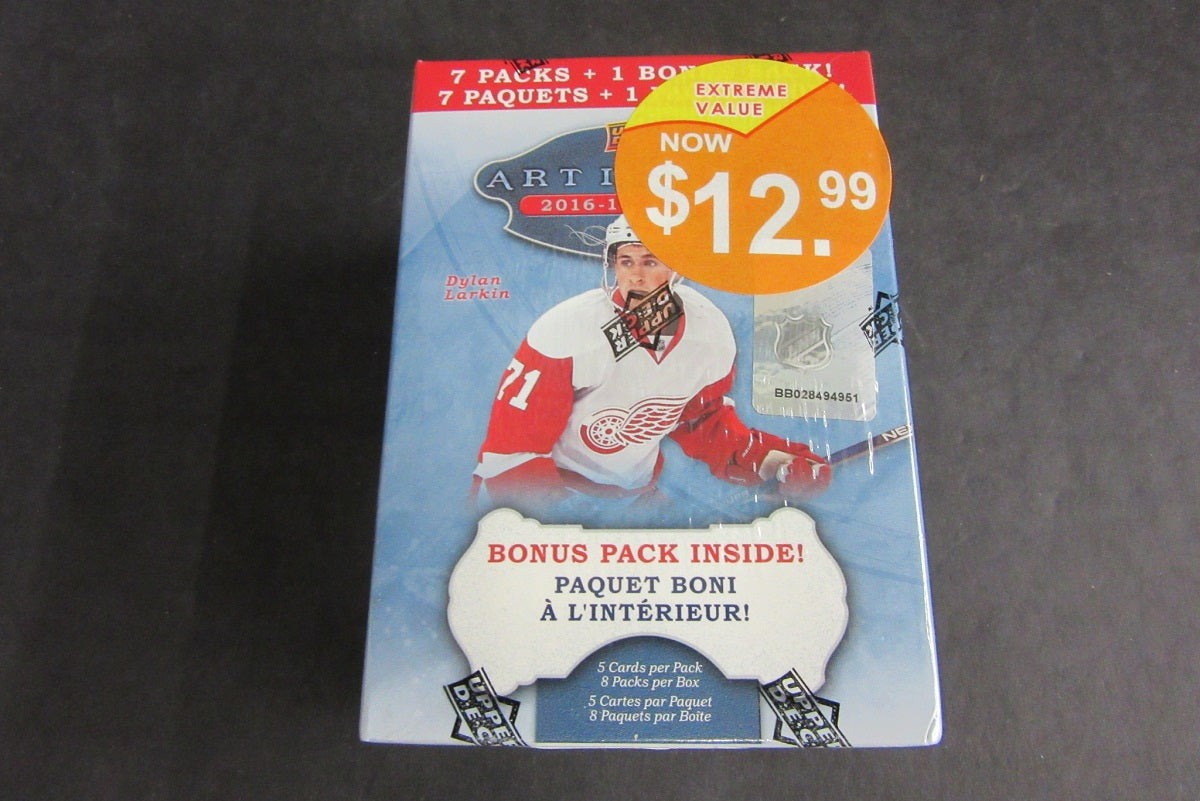 7 PACKS + 1
7 PAQUETS + 1
EXTREME
VALUE
NOW
$12.99
ART
2016-1
Dylan
Larkin
UPPER
DECK
71
BB028494951
BONUS PACK INSIDE!
PAQUET BONI
À L'INTÉRIEUR!
5 Cards per Pack
8 Packs per Box
5 Cartes par Paquet
8 Paquets par Boîte
UPPER
DECK
UPPER
DECK